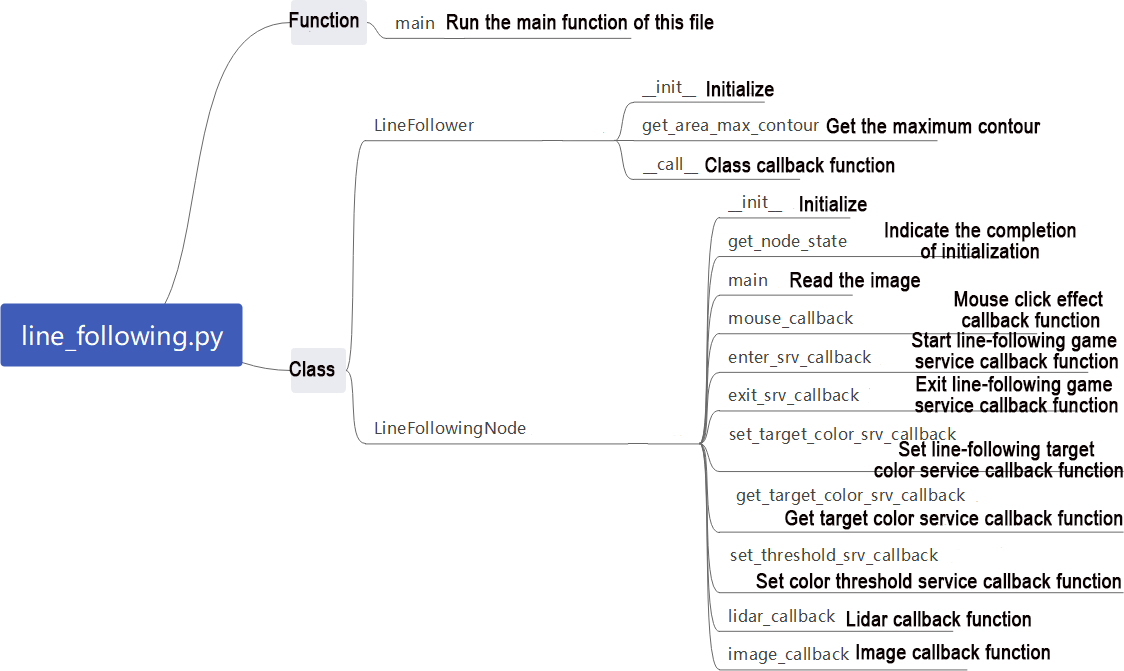 Function
main Run the main function of this file
__init__ Initialize
LineFollower
get_area_max_contour Get the maximum contour
__call__ Class callback function
__init__ Initialize
get_node_state
Indicate the completion
of initialization
main Read the image
line_following.py
mouse_callback
Mouse click effect
callback function
enter_srv_callback
Start line-following game
service callback function
Class
exit_srv_callback
Exit line-following game
service callback function
LineFollowingNode
set_target_color_srv_callback
Set line-following target
color service callback function
get_target_color_srv_callback
Get target color service callback function
set_threshold_srv_callback
Set color threshold service callback function
lidar_callback Lidar callback function
image_callback Image callback function